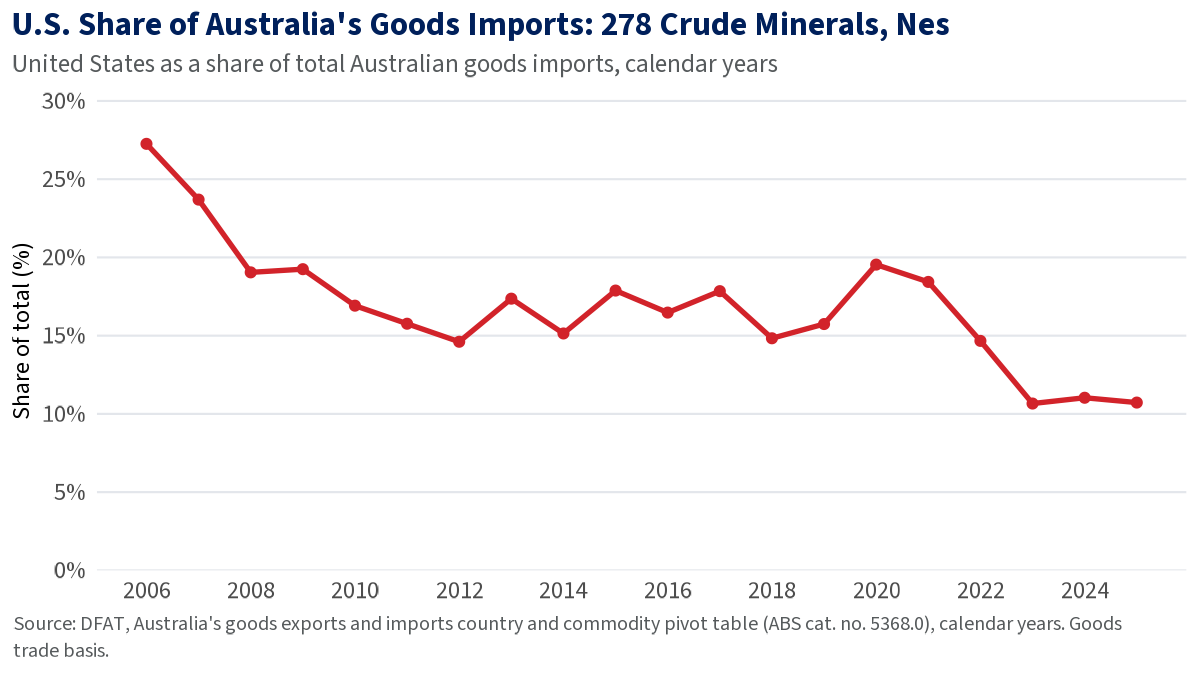 U.S. Share of Australia's Goods Imports: 278 Crude Minerals, Nes
United States as a share of total Australian goods imports, calendar years
Share of total (%)
30%
25%
20%
15%
10%
5%
0%
2006 2008 2010 2012 2014 2016 2018 2020 2022 2024
Source: DFAT, Australia's goods exports and imports country and commodity pivot table (ABS cat. no. 5368.0), calendar years. Goods
trade basis.